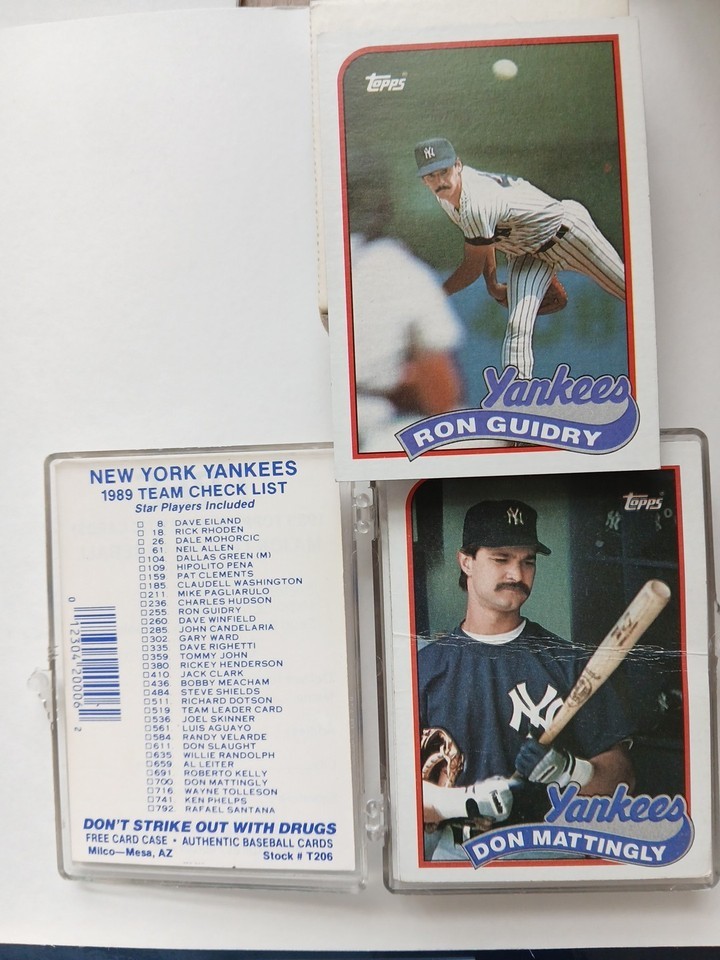 topps
NY
Yankees
RON GUIDRY
NEW YORK YANKEES
1989 TEAM CHECK LIST
Star Players Included
8 DAVE EILAND
18 RICK RHODEN
26 DALE MOHORCIC
61 NEIL ALLEN
104 DALLAS GREEN (M)
109 HIPOLITO PENA
159 PAT CLEMENTS
185 CLAUDELL WASHINGTON
211 MIKE PAGLIARULO
236 CHARLES HUDSON
255 RON GUIDRY
260 DAVE WINFIELD
285 JOHN CANDELARIA
302 GARY WARD
335 DAVE RIGHETTI
359 TOMMY JOHN
380 RICKEY HENDERSON
410 JACK CLARK
436 BOBBY MEACHAM
484 STEVE SHIELDS
511 RICHARD DOTSON
519 TEAM LEADER CARD
536 JOEL SKINNER
561 LUIS AGUAYO
584 RANDY VELARDE
611 DON SLAUGHT
635 WILLIE RANDOLPH
659 AL LEITER
691 ROBERTO KELLY
700 DON MATTINGLY
716 WAYNE TOLLESON
741 KEN PHELPS
792 RAFAEL SANTANA
0 12304 20006 2
DON'T STRIKE OUT WITH DRUGS
FREE CARD CASE • AUTHENTIC BASEBALL CARDS
Milco—Mesa, AZ Stock # T206
topps
NY
NY
Yankees
DON MATTINGLY